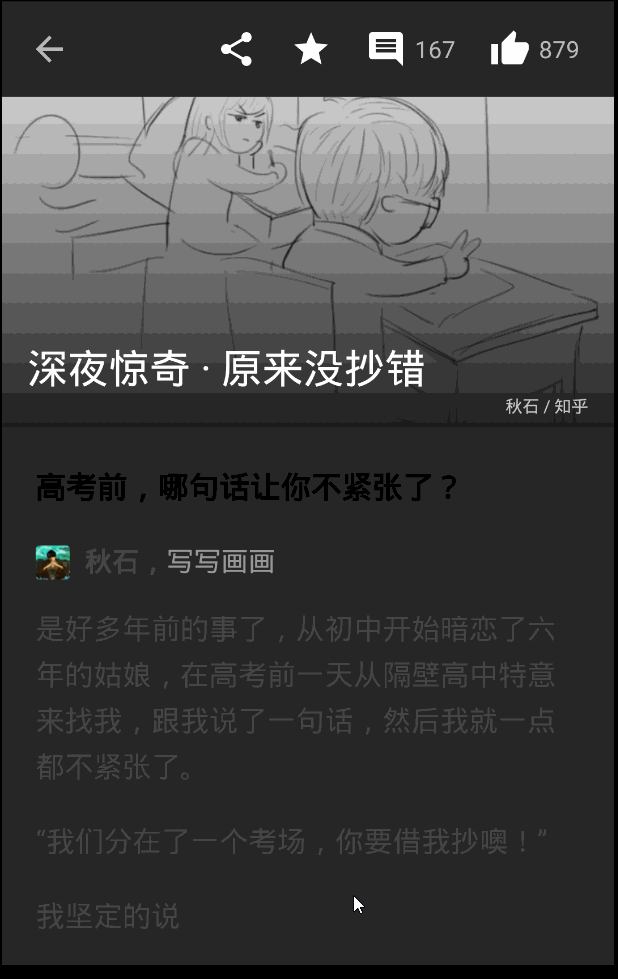 167 879
深夜惊奇 · 原来没抄错
秋石 / 知乎
高考前，哪句话让你不紧张了？
秋石，写写画画
是好多年前的事了，从初中开始暗恋了六
年的姑娘，在高考前一天从隔壁高中特意
来找我，跟我说了一句话，然后我就一点
都不紧张了。
“我们分在了一个考场，你要借我抄噢！”
我坚定的说